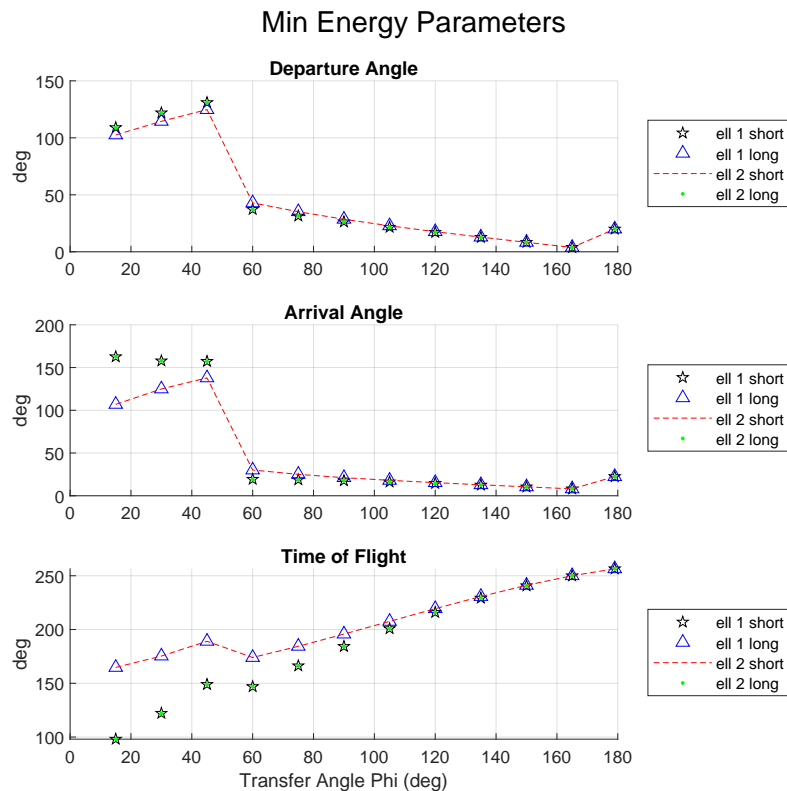 Min Energy Parameters
Departure Angle
150
100
50
0
deg
0 20 40 60 80 100 120 140 160 180
ell 1 short
ell 1 long
ell 2 short
ell 2 long
Arrival Angle
200
150
100
50
0
deg
0 20 40 60 80 100 120 140 160 180
ell 1 short
ell 1 long
ell 2 short
ell 2 long
Time of Flight
250
200
150
100
deg
0 20 40 60 80 100 120 140 160 180
Transfer Angle Phi (deg)
ell 1 short
ell 1 long
ell 2 short
ell 2 long